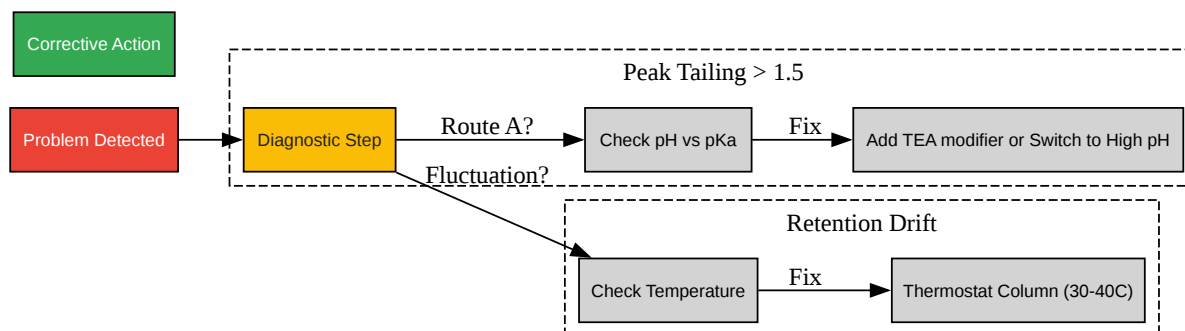 Corrective Action
Peak Tailing > 1.5
Problem Detected
Diagnostic Step
Route A?
Check pH vs pKa
Fix
Add TEA modifier or Switch to High pH
Fluctuation?
Retention Drift
Check Temperature
Fix
Thermostat Column (30-40C)